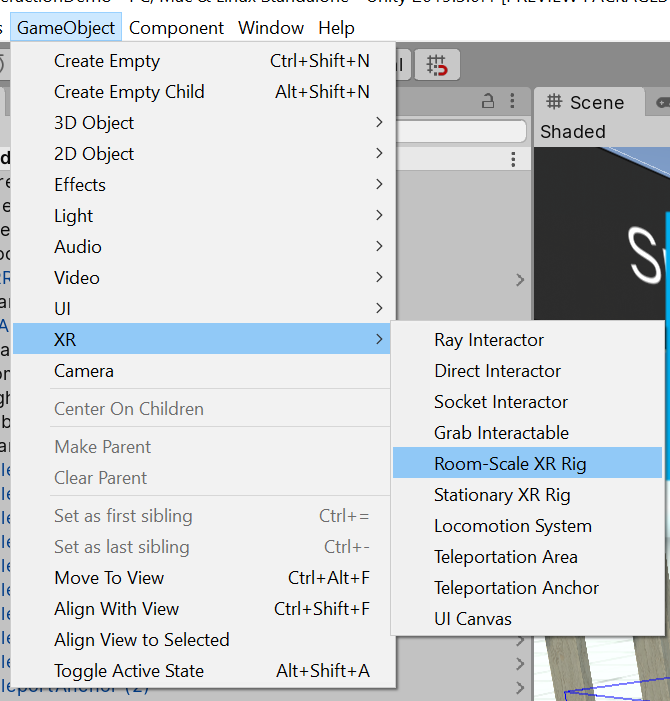 GameObject Component Window Help
Create Empty Ctrl+Shift+N
Create Empty Child Alt+Shift+N
3D Object
2D Object
Effects
Light
Audio
Video
UI
XR
Camera
Center On Children
Make Parent
Clear Parent
Set as first sibling Ctrl+=
Set as last sibling Ctrl+-
Move To View Ctrl+Alt+F
Align With View Ctrl+Shift+F
Align View to Selected
Toggle Active State Alt+Shift+A
Ray Interactor
Direct Interactor
Socket Interactor
Grab Interactable
Room-Scale XR Rig
Stationary XR Rig
Locomotion System
Teleportation Area
Teleportation Anchor
UI Canvas
Scene
Shaded